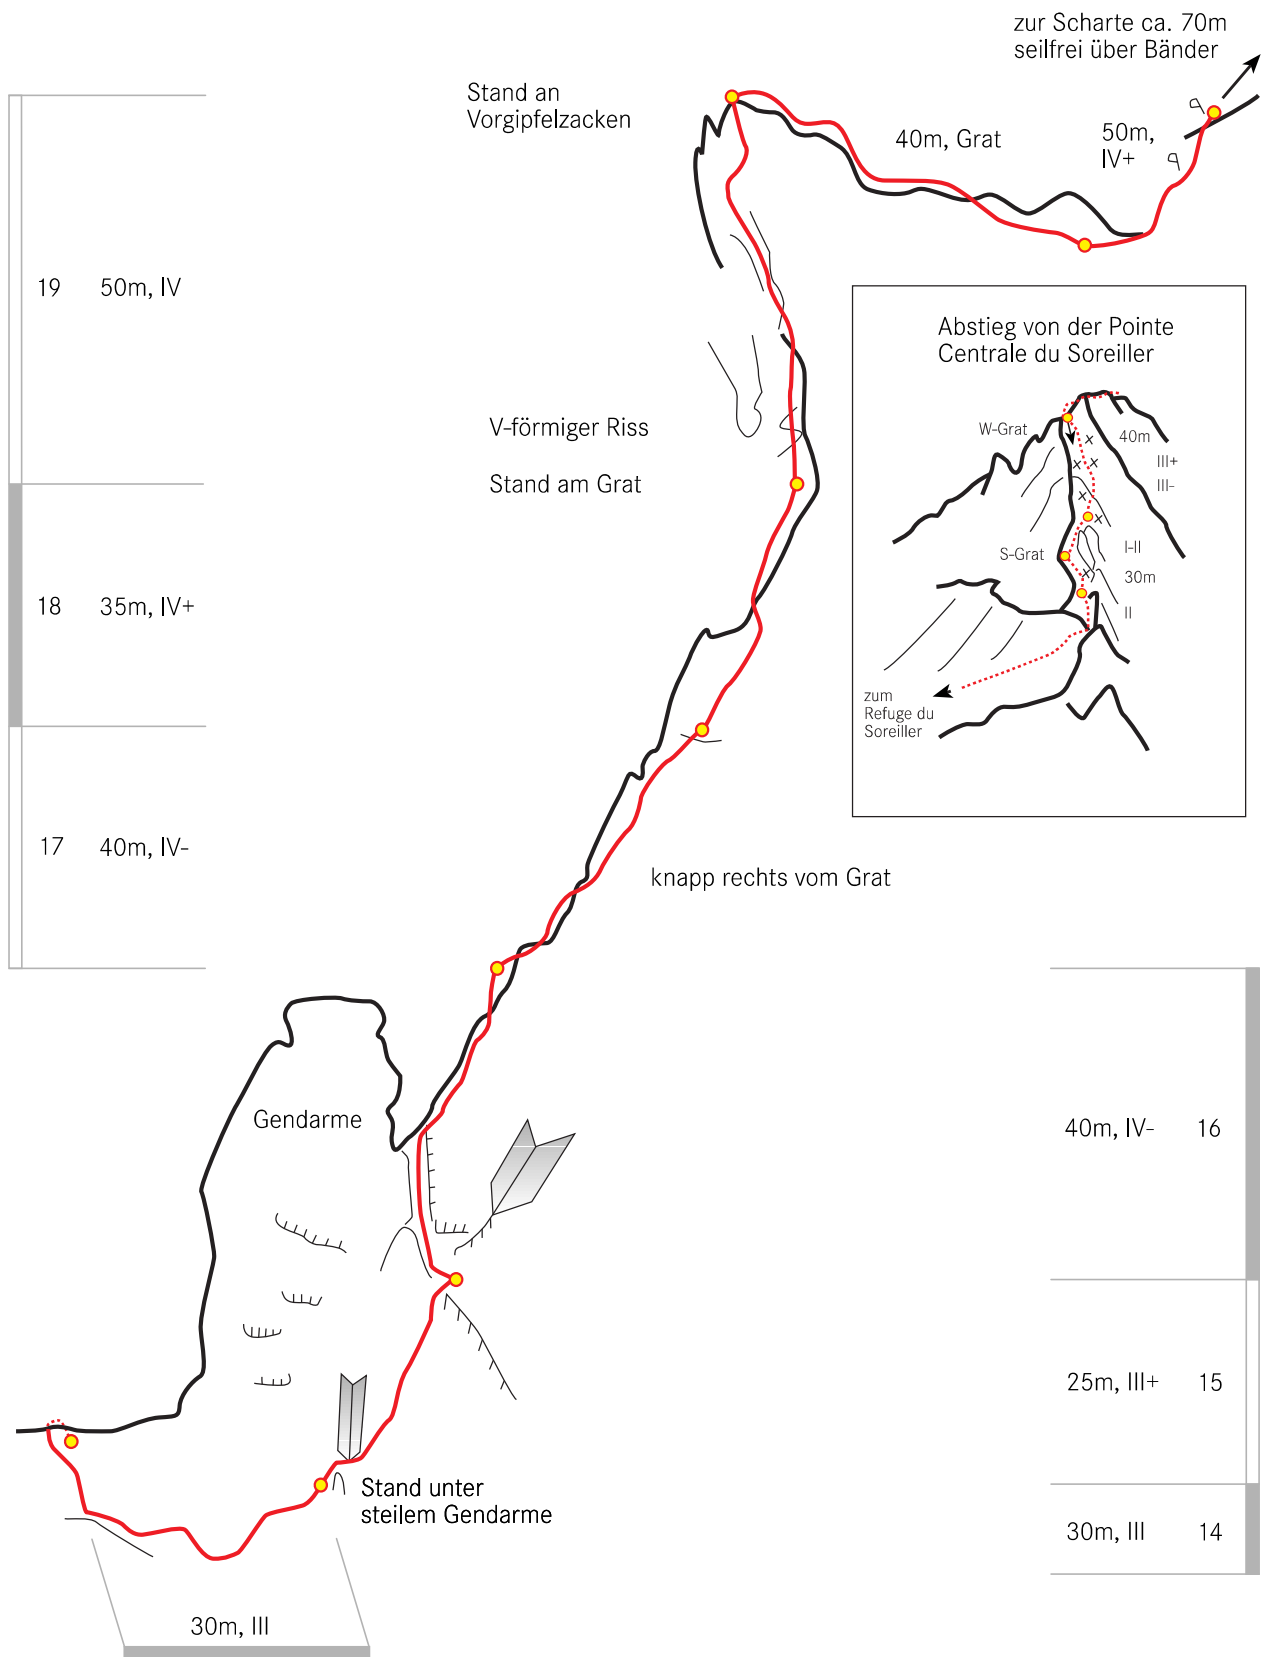 zur Scharte ca. 70m
seilfrei über Bänder
Stand an
Vorgipfelzacken
40m, Grat
50m,
IV+
19 50m, IV
Abstieg von der Pointe
Centrale du Soreiller
W-Grat
40m
III+
III-
S-Grat
I-II
30m
II
zum
Refuge du
Soreiller
V-förmiger Riss
Stand am Grat
18 35m, IV+
17 40m, IV-
knapp rechts vom Grat
Gendarme
40m, IV- 16
25m, III+ 15
Stand unter
steilem Gendarme
30m, III 14
30m, III